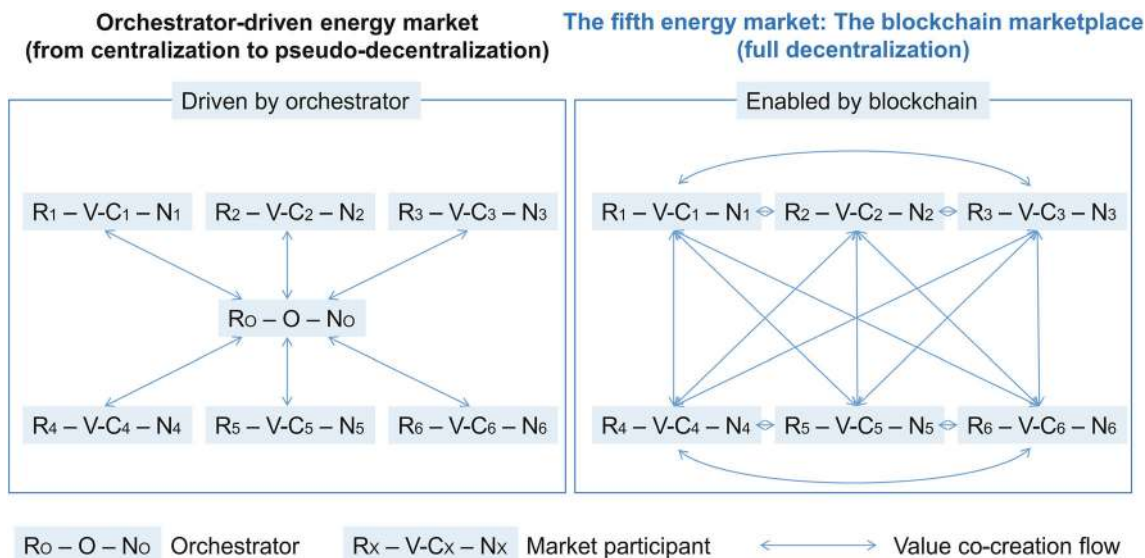 Orchestrator-driven energy market
(from centralization to pseudo-decentralization)
The fifth energy market: The blockchain marketplace
(full decentralization)
Driven by orchestrator
Enabled by blockchain
R1 – V-C1 – N1
R2 – V-C2 – N2
R3 – V-C3 – N3
R1 – V-C1 – N1
R2 – V-C2 – N2
R3 – V-C3 – N3
RO – O – NO
R4 – V-C4 – N4
R5 – V-C5 – N5
R6 – V-C6 – N6
R4 – V-C4 – N4
R5 – V-C5 – N5
R6 – V-C6 – N6
RO – O – NO
Orchestrator
RX – V-CX – NX
Market participant
Value co-creation flow